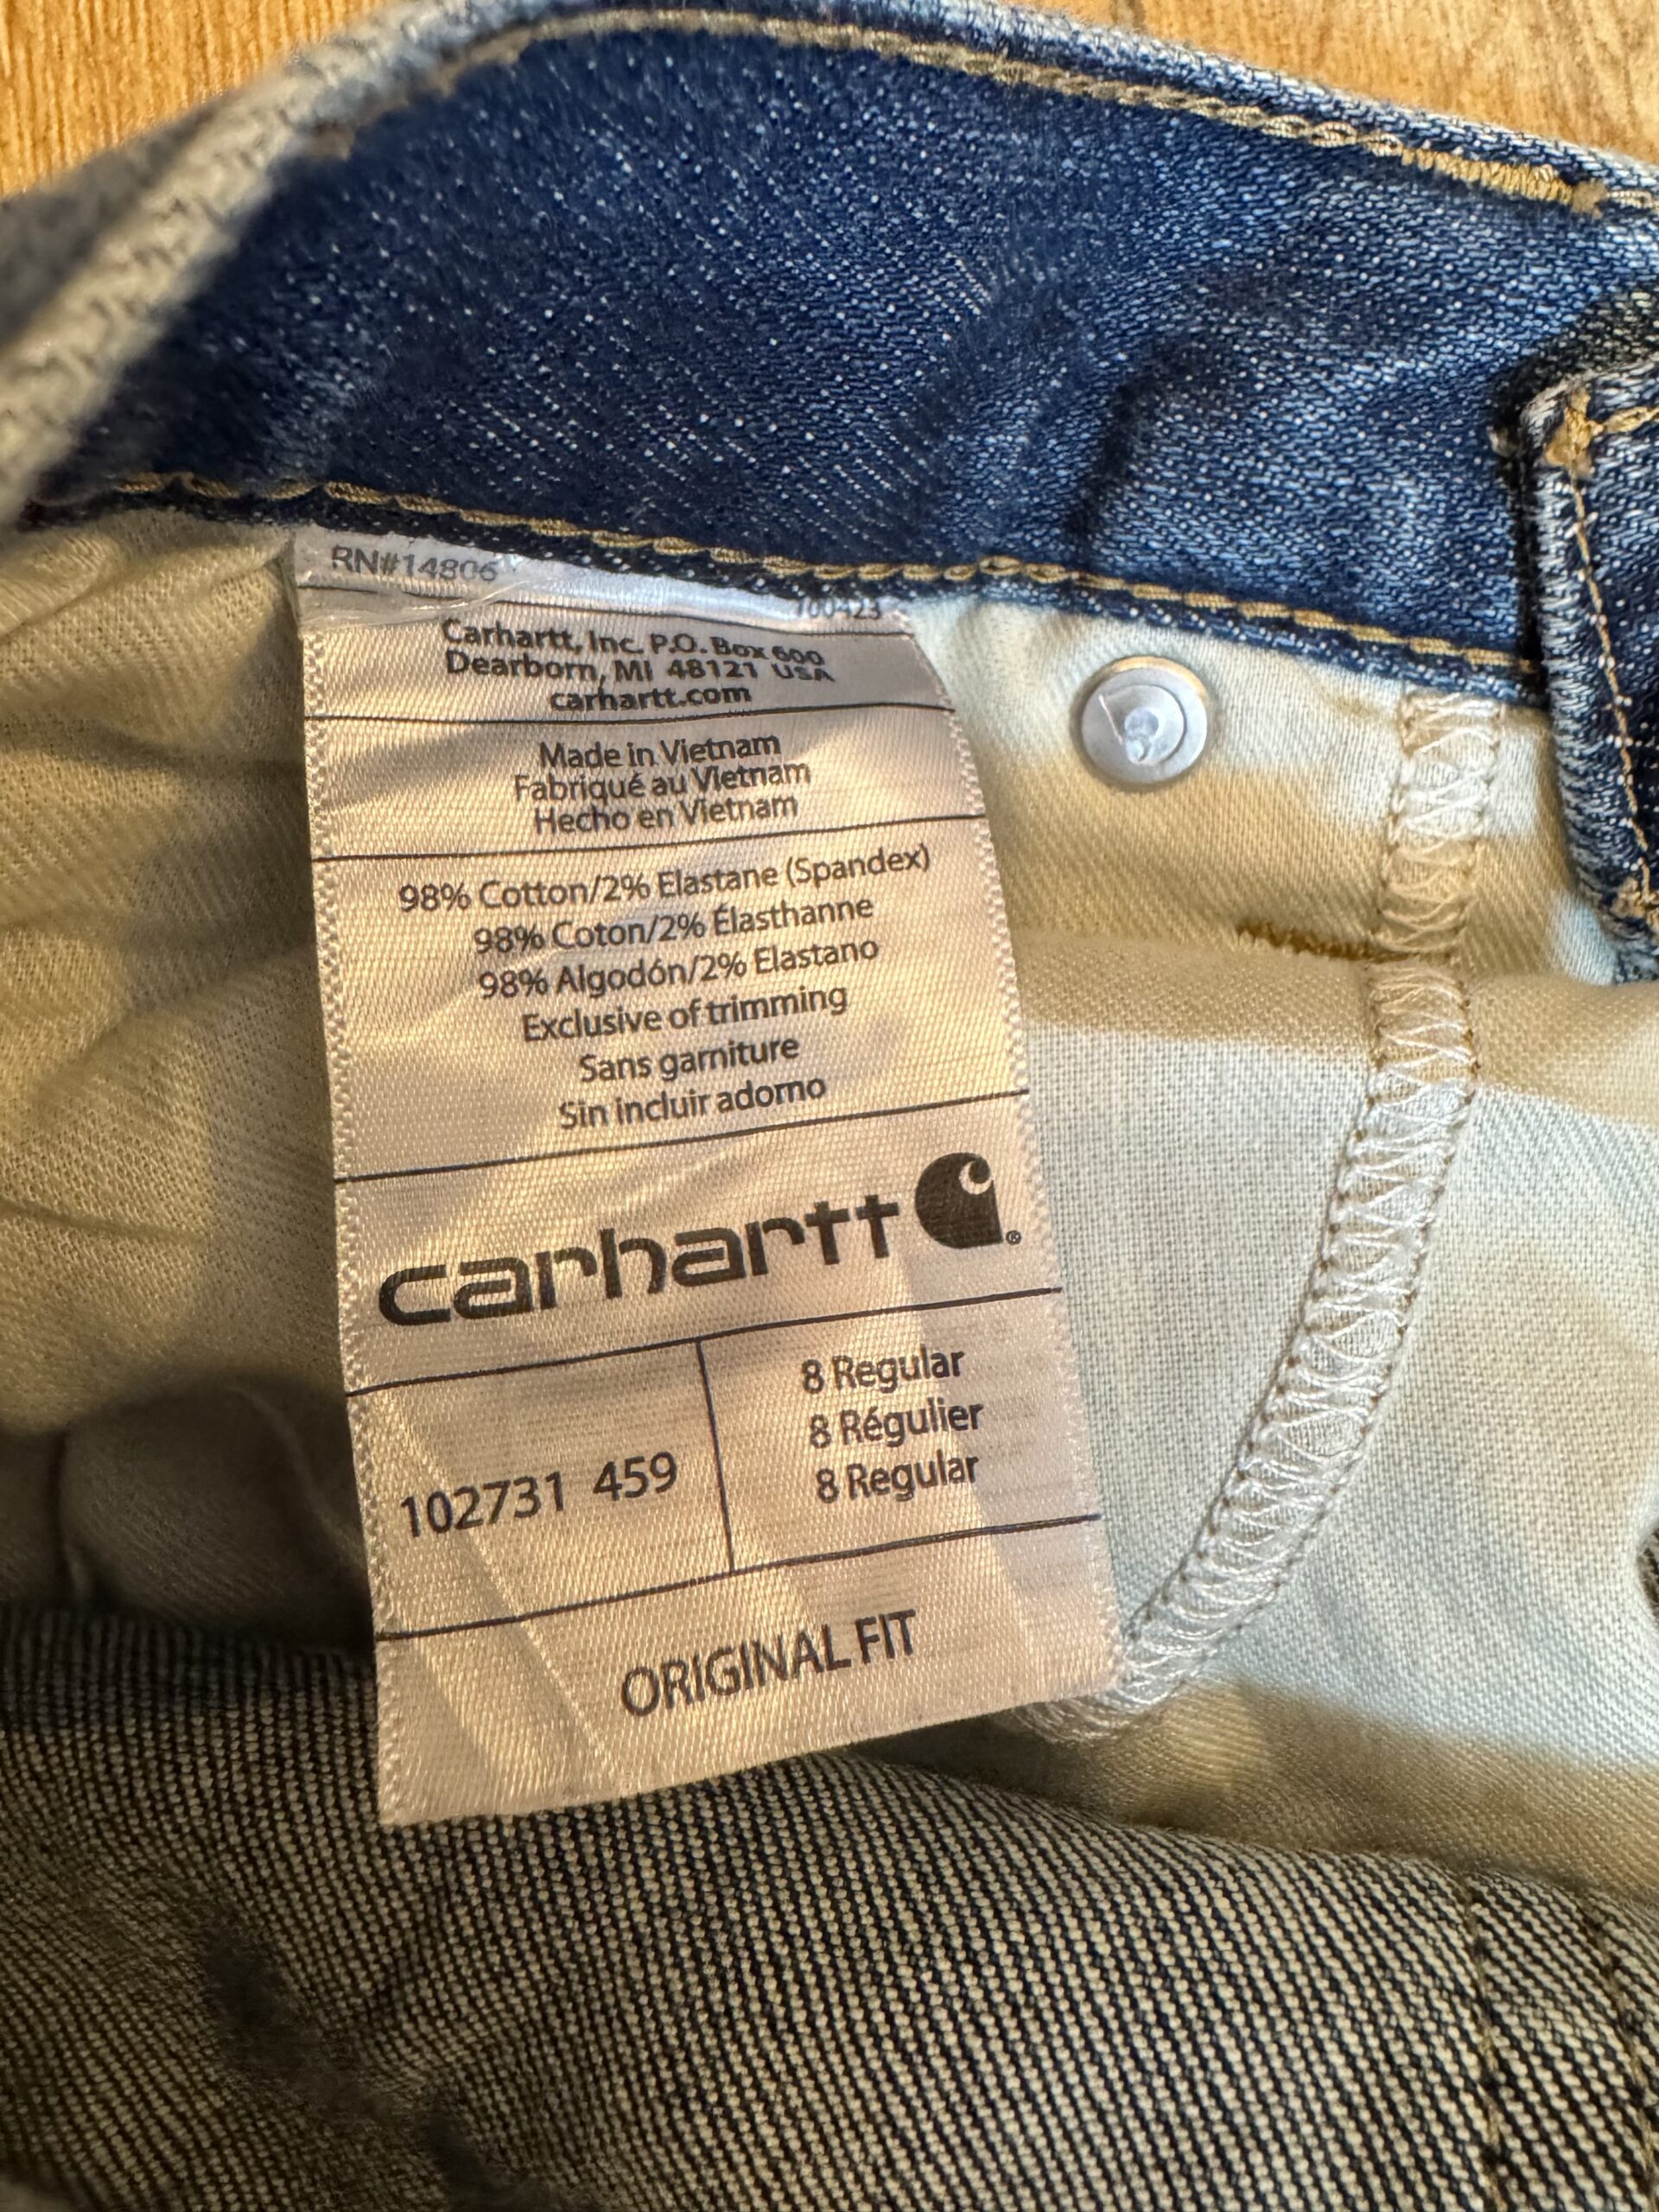 RN#14806
100423
Carhartt, Inc. P.O. Box 600
Dearborn, MI 48121 USA
carhartt.com
Made in Vietnam
Fabriqué au Vietnam
Hecho en Vietnam
98% Cotton/2% Elastane (Spandex)
98% Coton/2% Élasthanne
98% Algodón/2% Elastano
Exclusive of trimming
Sans garniture
Sin incluir adorno
carhartt®
102731 459
8 Regular
8 Régulier
8 Regular
ORIGINAL FIT